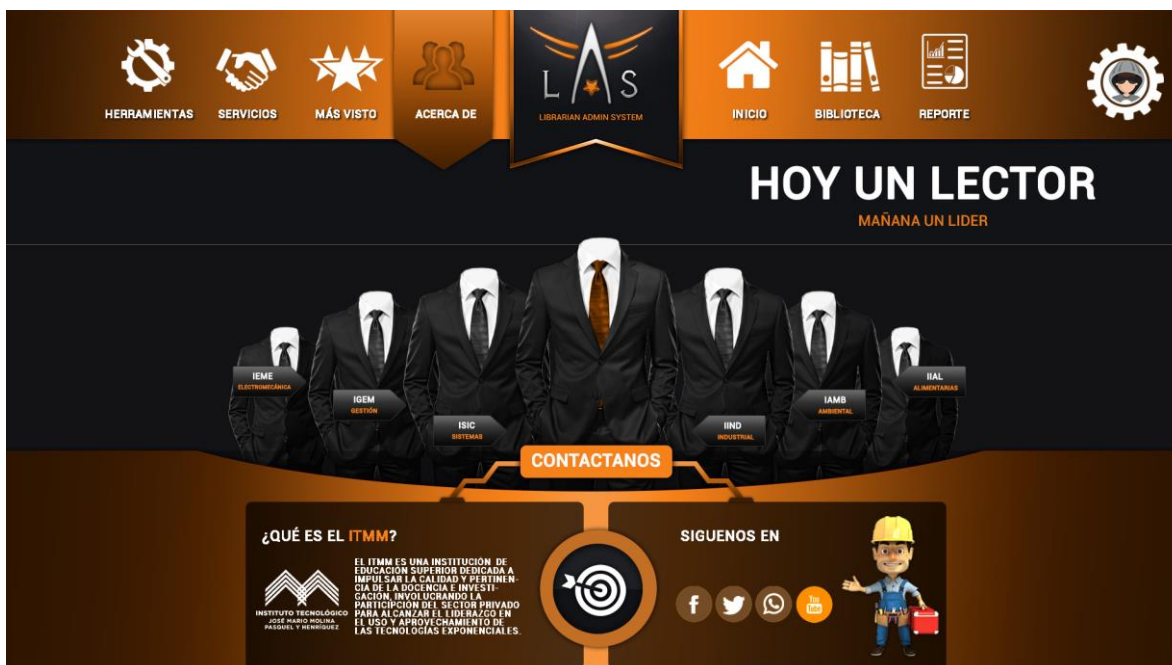 HERRAMIENTAS
SERVICIOS
MÁS VISTO
ACERCA DE
LAS
LIBRARIAN ADMIN SYSTEM
INICIO
BIBLIOTECA
REPORTE
HOY UN LECTOR
MAÑANA UN LIDER
IEME
ELECTROMECÁNICA
IGEM
GESTIÓN
ISIC
SISTEMAS
IIND
INDUSTRIAL
IAMB
AMBIENTAL
IIAL
ALIMENTARIAS
CONTACTANOS
¿QUÉ ES EL ITMM?
INSTITUTO TECNOLÓGICO
JOSÉ MARIO MOLINA
PASQUEL Y HENRÍQUEZ
EL ITMM ES UNA INSTITUCIÓN DE
EDUCACIÓN SUPERIOR DEDICADA A
IMPULSAR LA CALIDAD Y PERTINEN-
CIA DE LA DOCENCIA E INVESTI-
GACIÓN, INVOLUCRANDO LA
PARTICIPCIÓN DEL SECTOR PRIVADO
PARA ALCANZAR EL LIDERAZGO EN
EL USO Y APROVECHAMIENTO DE
LAS TECNOLOGÍAS EXPONENCIALES.
SIGUENOS EN
f
You
Tube